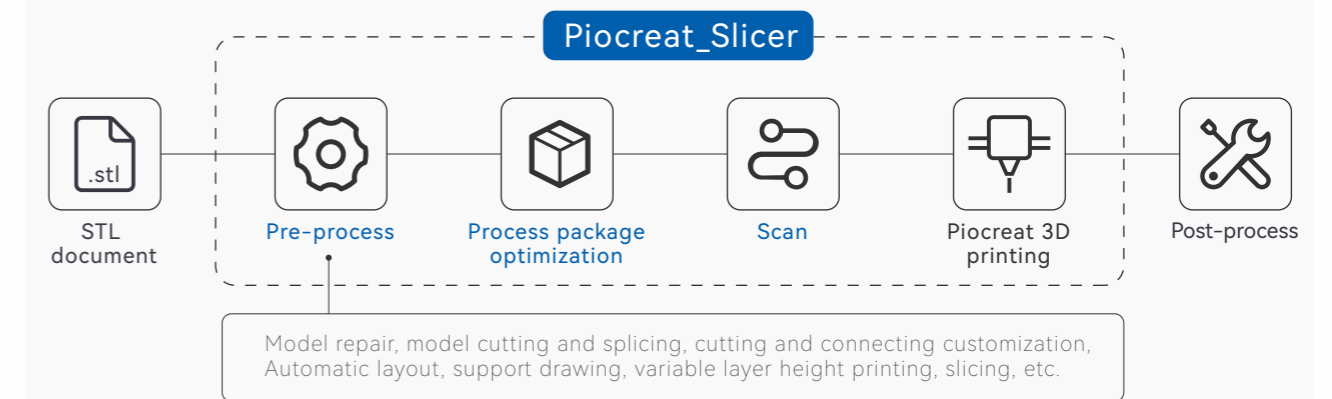 Piocreat_Slicer
.stl
STL
document
Pre-process
Process package
optimization
Scan
Piocreat 3D
printing
Post-process
Model repair, model cutting and splicing, cutting and connecting customization,
Automatic layout, support drawing, variable layer height printing, slicing, etc.